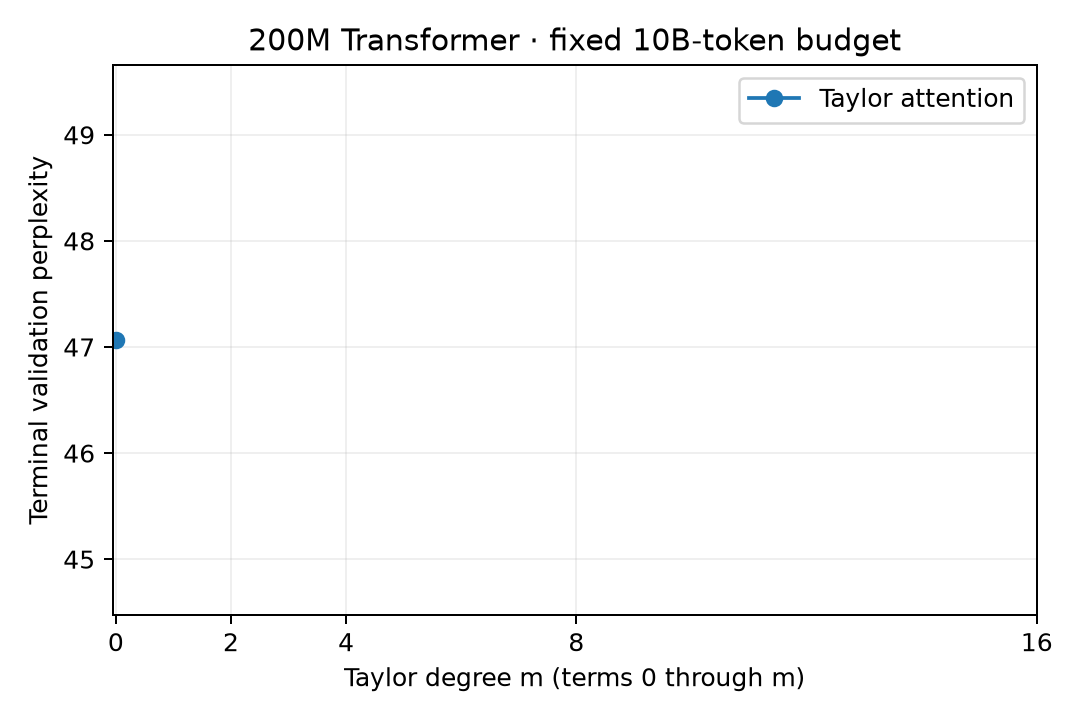 200M Transformer · fixed 10B-token budget
Taylor attention
Terminal validation perplexity
49
48
47
46
45
0 2 4 8 16
Taylor degree m (terms 0 through m)